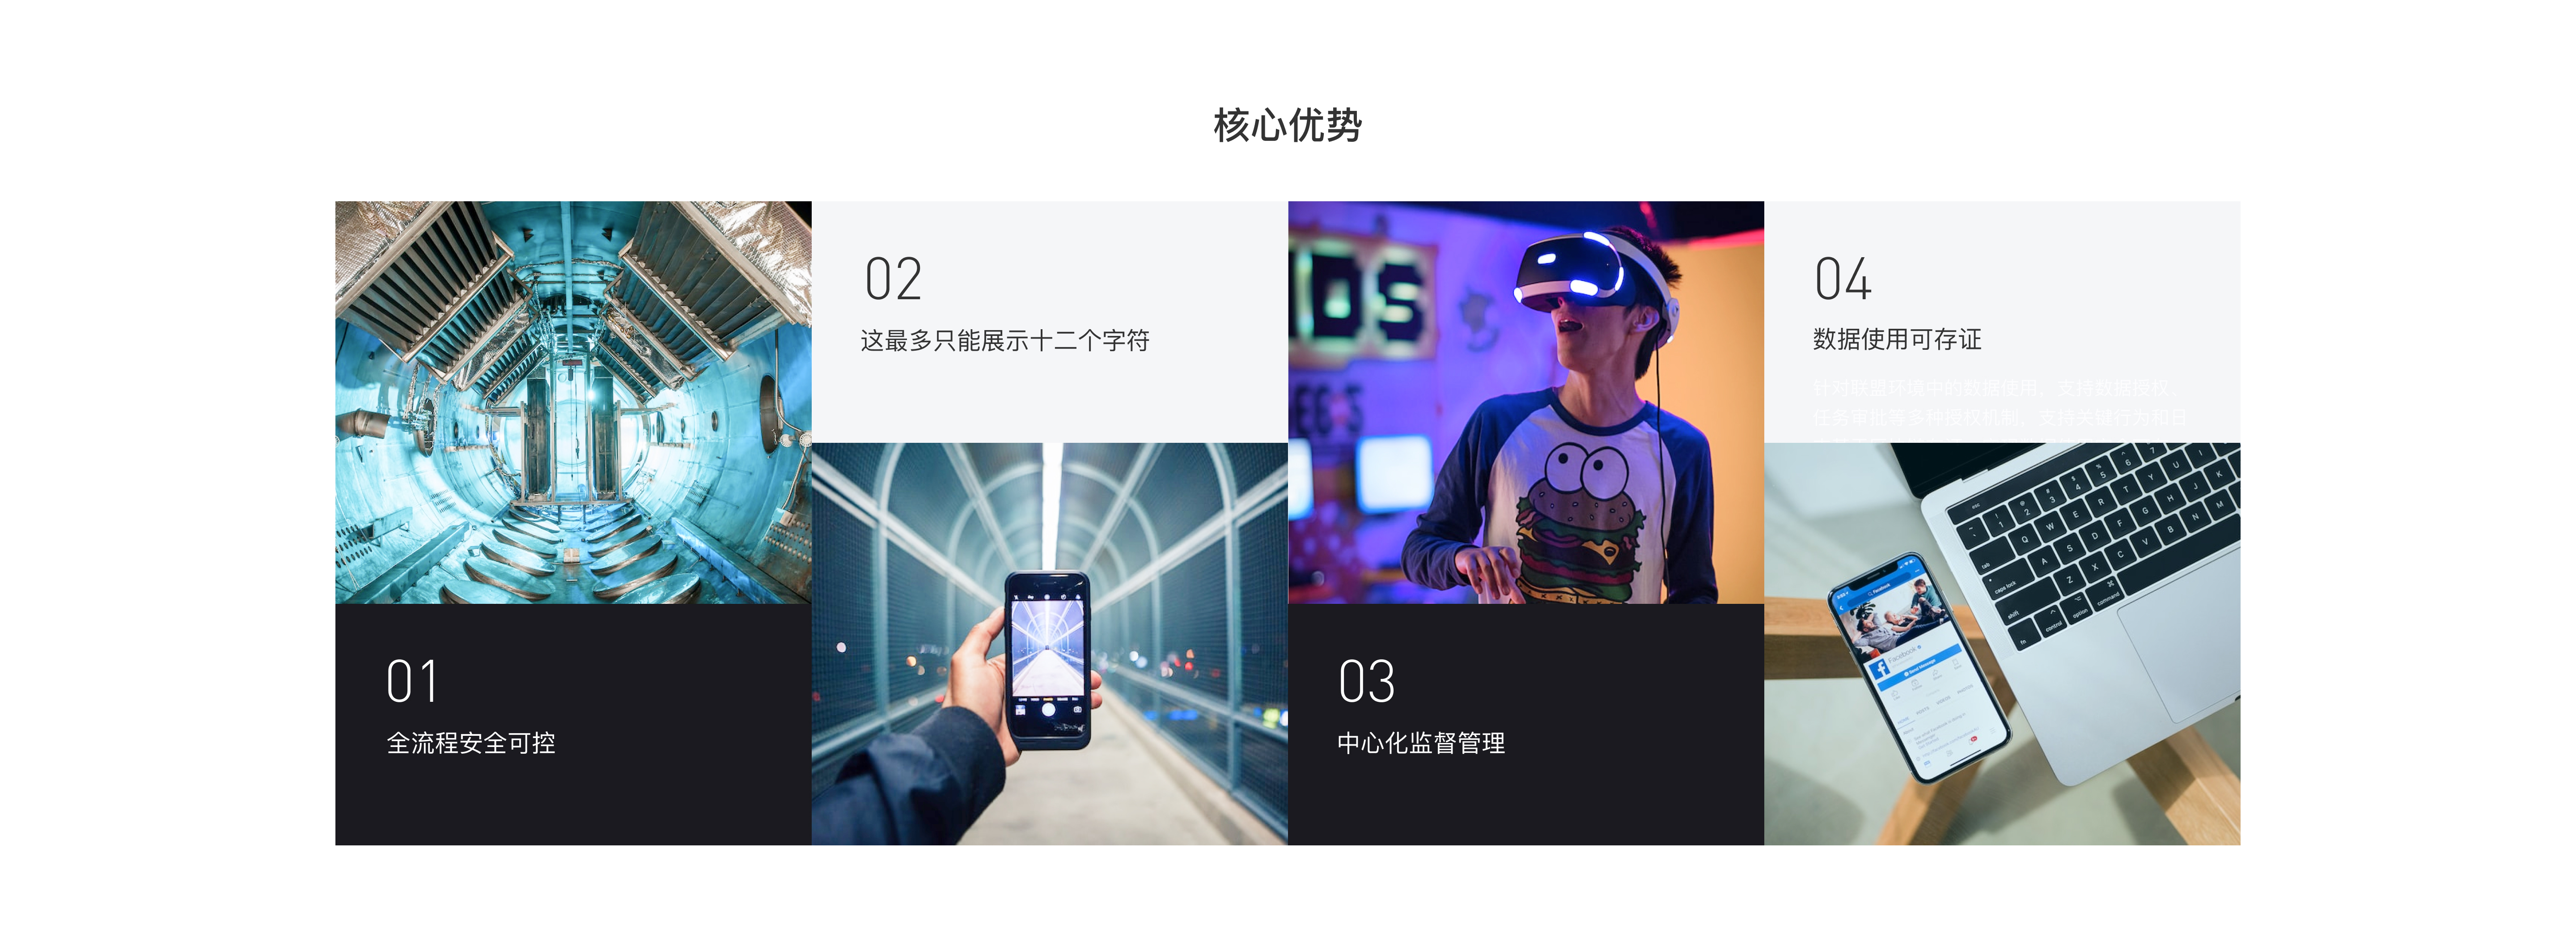 核心优势
01
全流程安全可控
02
这最多只能展示十二个字符
03
中心化监督管理
04
数据使用可存证
针对联盟环境中的数据使用，支持数据授权、
任务审批等多种授权机制，支持关键行为和日
Facebook